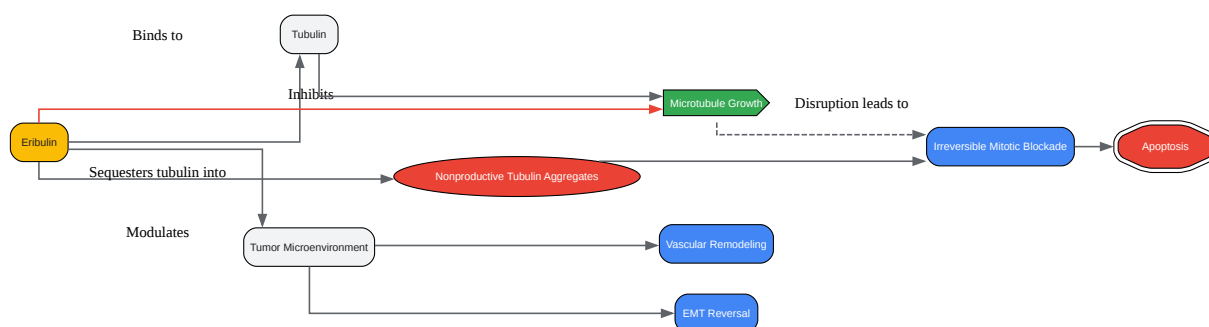 Binds to
Tubulin
Inhibits
Microtubule Growth
Disruption leads to
Eribulin
Irreversible Mitotic Blockade
Apoptosis
Sequesters tubulin into
Nonproductive Tubulin Aggregates
Modulates
Tumor Microenvironment
Vascular Remodeling
EMT Reversal